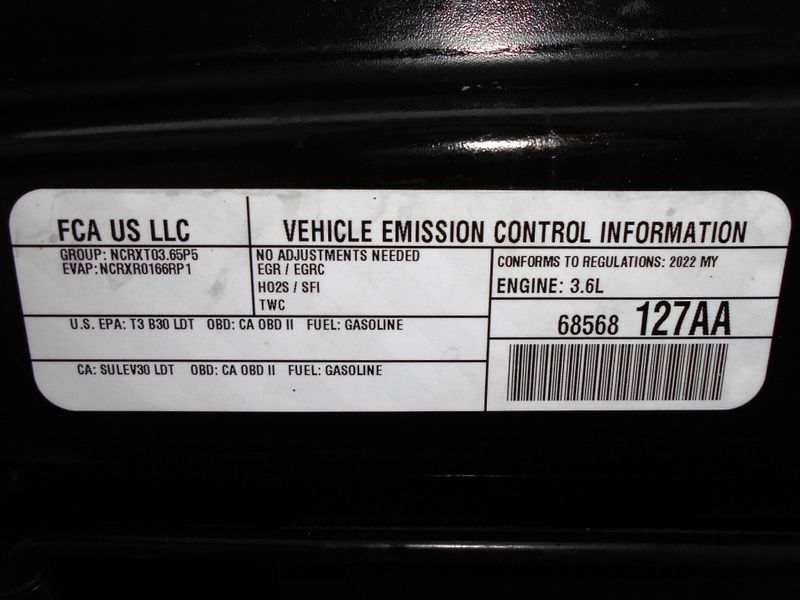 FCA US LLC
VEHICLE EMISSION CONTROL INFORMATION
GROUP: NCRXT03.65P5
EVAP: NCRXR0166RP1
NO ADJUSTMENTS NEEDED
EGR / EGRC
HO2S / SFI
TWC
CONFORMS TO REGULATIONS: 2022 MY
ENGINE: 3.6L
U.S. EPA: T3 B30 LDT OBD: CA OBD II FUEL: GASOLINE
68568 127AA
CA: SULEV30 LDT OBD: CA OBD II FUEL: GASOLINE